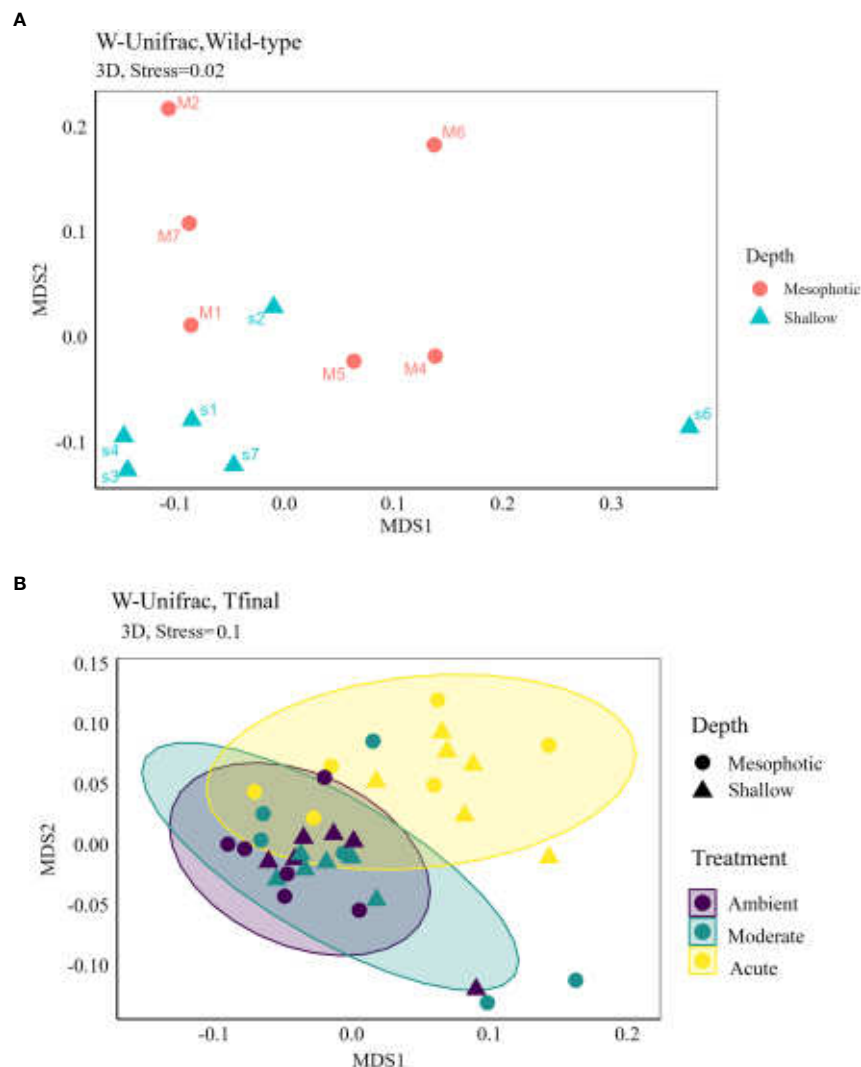 A
W-Unifrac,Wild-type
3D, Stress=0.02
M2
M6
M7
M1
s2
M5
M4
s1
s4
s3
s7
s6
0.2
0.1
0.0
-0.1
MDS2
-0.1
0.0
0.1
0.2
0.3
MDS1
Depth
Mesophotic
Shallow
B
W-Unifrac, Tfinal
3D, Stress=0.1
0.15
0.10
0.05
0.00
-0.05
-0.10
MDS2
-0.1
0.0
0.1
0.2
MDS1
Depth
Mesophotic
Shallow
Treatment
Ambient
Moderate
Acute